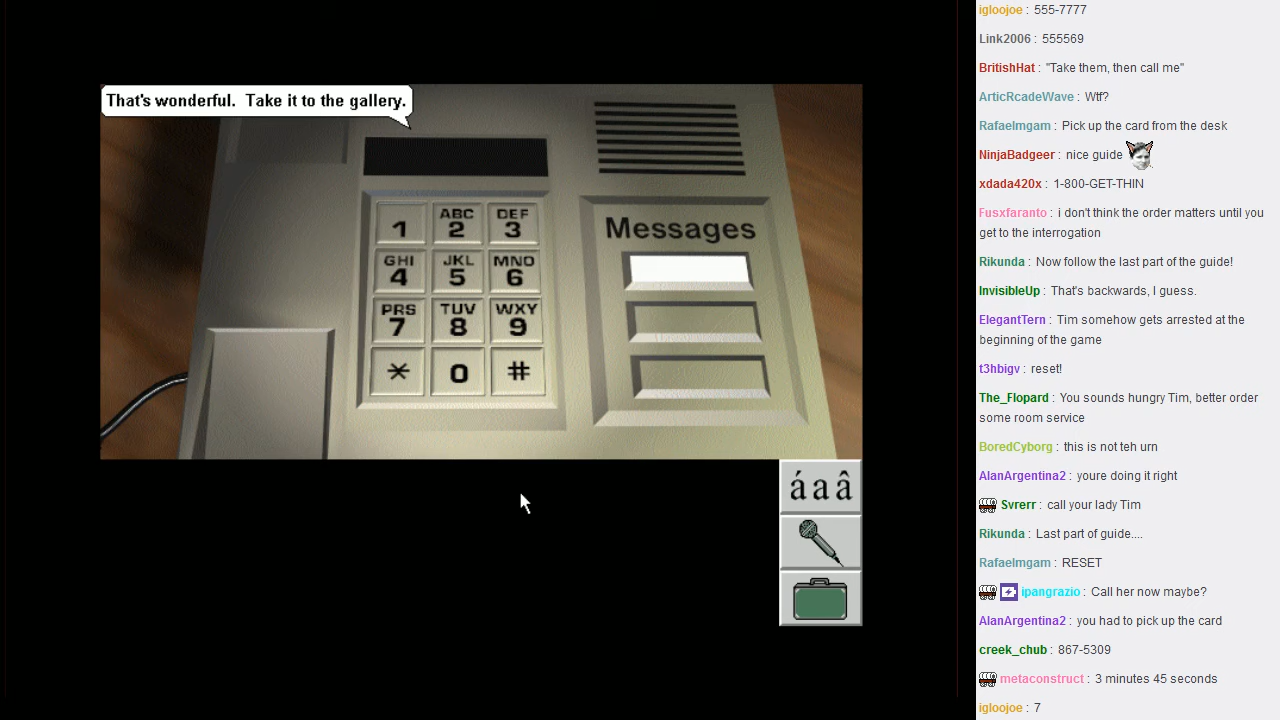 That's wonderful.  Take it to the gallery.
1
ABC
2
DEF
3
GHI
4
JKL
5
MNO
6
PRS
7
TUV
8
WXY
9
*
0
#
Messages
á a â
igloojoe : 555-7777
Link2006 : 555569
BritishHat : "Take them, then call me"
ArticRcadeWave : Wtf?
Rafaelmgam : Pick up the card from the desk
NinjaBadgeer : nice guide
xdada420x : 1-800-GET-THIN
Fusxfaranto : i don't think the order matters until you
get to the interrogation
Rikunda : Now follow the last part of the guide!
InvisibleUp : That's backwards, I guess.
ElegantTern : Tim somehow gets arrested at the
beginning of the game
t3hbigv : reset!
The_Flopard : You sounds hungry Tim, better order
some room service
BoredCyborg : this is not teh urn
AlanArgentina2 : youre doing it right
Svrerr : call your lady Tim
Rikunda : Last part of guide....
Rafaelmgam : RESET
ipangrazio : Call her now maybe?
AlanArgentina2 : you had to pick up the card
creek_chub : 867-5309
metaconstruct : 3 minutes 45 seconds
igloojoe : 7